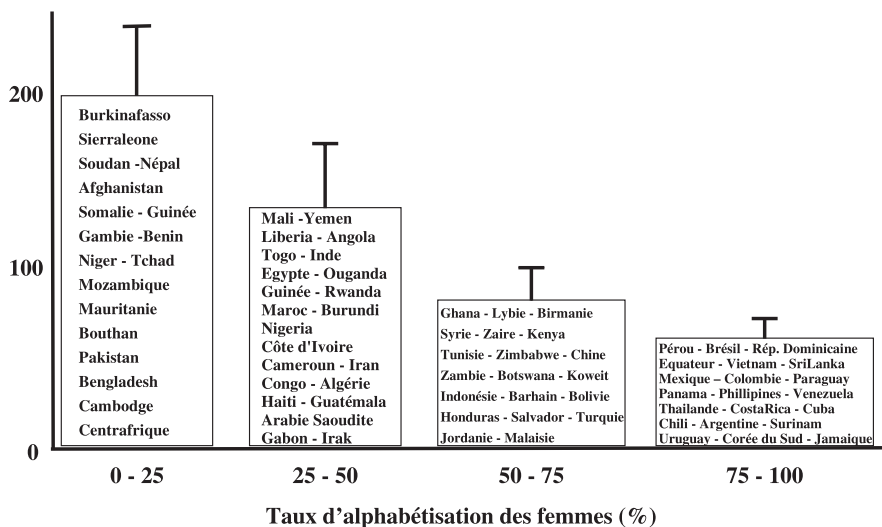 200
100
0
Burkinafasso
Sierraleone
Soudan -Népal
Afghanistan
Somalie - Guinée
Gambie -Benin
Niger - Tchad
Mozambique
Mauritanie
Bouthan
Pakistan
Bengladesh
Cambodge
Centrafrique
Mali -Yemen
Liberia - Angola
Togo - Inde
Egypte - Ouganda
Guinée - Rwanda
Maroc - Burundi
Nigeria
Côte d'Ivoire
Cameroun - Iran
Congo - Algérie
Haiti - Guatémala
Arabie Saoudite
Gabon - Irak
Ghana - Lybie - Birmanie
Syrie - Zaire - Kenya
Tunisie - Zimbabwe - Chine
Zambie - Botswana - Koweit
Indonésie - Barhain - Bolivie
Honduras - Salvador - Turquie
Jordanie - Malaisie
Pérou - Brésil - Rép. Dominicaine
Equateur - Vietnam - SriLanka
Mexique – Colombie - Paraguay
Panama - Phillipines - Venezuela
Thailande - CostaRica - Cuba
Chili - Argentine - Surinam
Uruguay - Corée du Sud - Jamaique
0 - 25
25 - 50
50 - 75
75 - 100
Taux d’alphabétisation des femmes (%)